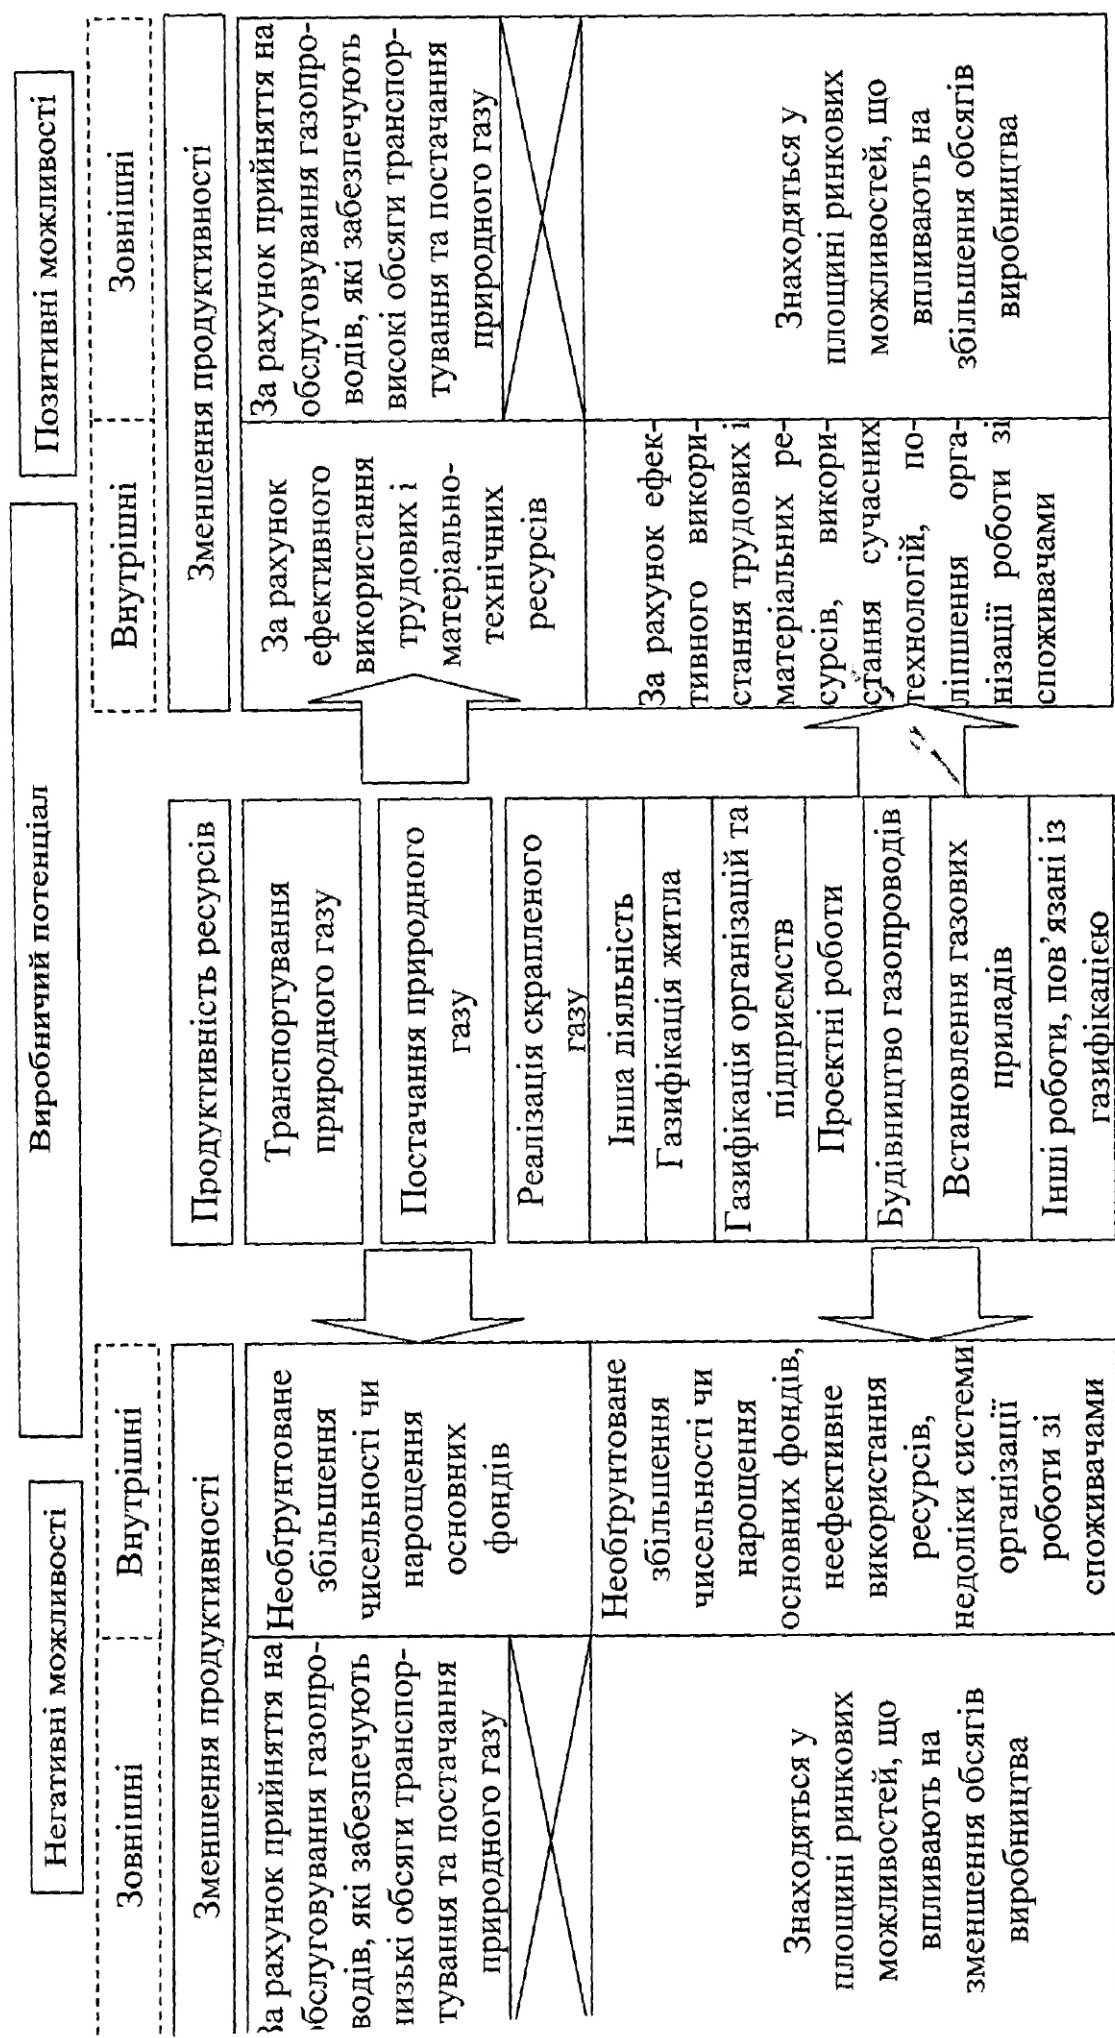 Негативні можливості
Виробничий потенціал
Позитивні можливості
Зовнішні
Внутрішні
Внутрішні
Зовнішні
Зменшення продуктивності
Продуктивність ресурсів
Зменшення продуктивності
За рахунок прийняття на
обслуговування газопро-
водів, які забезпечують
низькі обсяги транспор-
тування та постачання
природного газу
Необґрунтоване
збільшення
чисельності чи
нарощення
основних
фондів
Транспортування
природного газу
Постачання природного
газу
Реалізація скрапленого
газу
За рахунок
ефективного
використання
трудових і
матеріально-
технічних
ресурсів
За рахунок прийняття на
обслуговування газопро-
водів, які забезпечують
високі обсяги транспор-
тування та постачання
природного газу
Знаходяться у
площині ринкових
можливостей, що
впливають на
зменшення обсягів
виробництва
Необґрунтоване
збільшення
чисельності чи
нарощення
основних фондів,
неефективне
використання
ресурсів,
недоліки системи
організації
роботи зі
споживачами
Інша діяльність
Газифікація житла
Газифікація організацій та
підприємств
Проектні роботи
Будівництво газопроводів
Встановлення газових
приладів
Інші роботи, пов’язані із
газифікацією
За рахунок ефек-
тивного викори-
стання трудових і
матеріальних ре-
сурсів, викори-
стання сучасних
технологій, по-
ліпшення орга-
нізації роботи зі
споживачами
Знаходяться у
площині ринкових
можливостей, що
впливають на
збільшення обсягів
виробництва